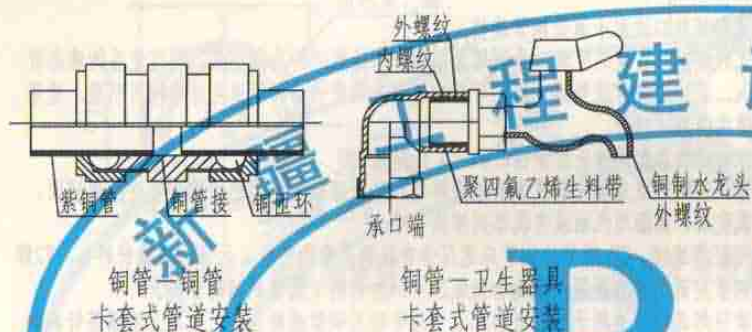 外螺纹
内螺纹
紫铜管
铜管接
铜压环
聚四氟乙烯生料带
铜制水龙头
外螺纹
承口端
铜管—铜管
卡套式管道安装
铜管—卫生器具
卡套式管道安装
新疆工程建